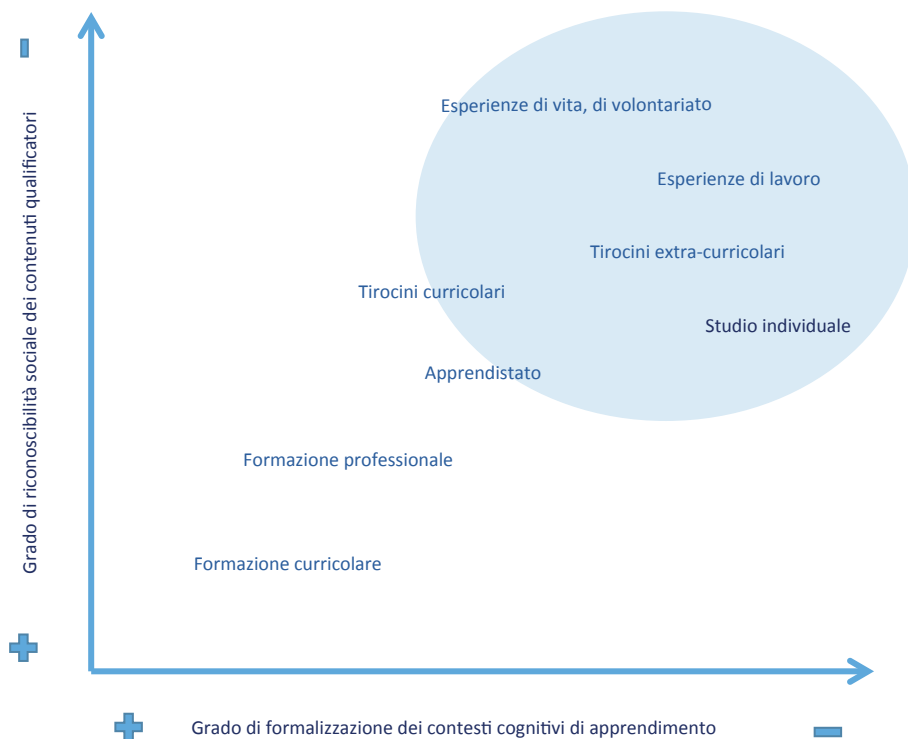 Grado di riconoscibilità sociale dei contenuti qualificatori
Esperienze di vita, di volontariato
Esperienze di lavoro
Tirocini extra-curricolari
Tirocini curricolari
Studio individuale
Apprendistato
Formazione professionale
Formazione curricolare
Grado di formalizzazione dei contesti cognitivi di apprendimento